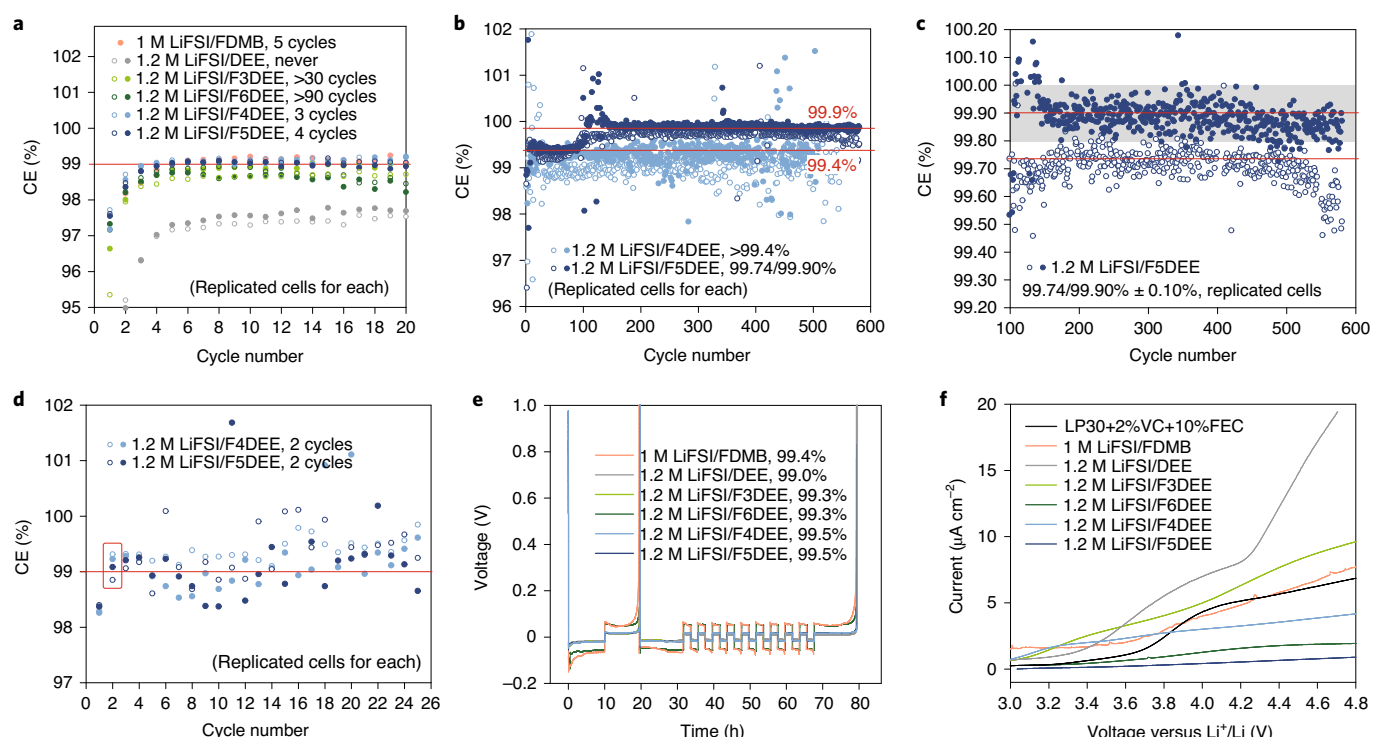 a
102
101
100
99
98
97
96
95
CE (%)
1 M LiFSI/FDMB, 5 cycles
1.2 M LiFSI/DEE, never
1.2 M LiFSI/F3DEE, >30 cycles
1.2 M LiFSI/F6DEE, >90 cycles
1.2 M LiFSI/F4DEE, 3 cycles
1.2 M LiFSI/F5DEE, 4 cycles
(Replicated cells for each)
0 2 4 6 8 10 12 14 16 18 20
Cycle number
b
102
101
100
99
98
97
96
CE (%)
99.9%
99.4%
1.2 M LiFSI/F4DEE, >99.4%
1.2 M LiFSI/F5DEE, 99.74/99.90%
(Replicated cells for each)
0 100 200 300 400 500 600
Cycle number
c
100.20
100.10
100.00
99.90
99.80
99.70
99.60
99.50
99.40
99.30
99.20
CE (%)
1.2 M LiFSI/F5DEE
99.74/99.90% ± 0.10%, replicated cells
100 200 300 400 500 600
Cycle number
d
102
101
100
99
98
97
CE (%)
1.2 M LiFSI/F4DEE, 2 cycles
1.2 M LiFSI/F5DEE, 2 cycles
(Replicated cells for each)
0 2 4 6 8 10 12 14 16 18 20 22 24 26
Cycle number
e
1.0
0.8
0.6
0.4
0.2
0
–0.2
Voltage (V)
1 M LiFSI/FDMB, 99.4%
1.2 M LiFSI/DEE, 99.0%
1.2 M LiFSI/F3DEE, 99.3%
1.2 M LiFSI/F6DEE, 99.3%
1.2 M LiFSI/F4DEE, 99.5%
1.2 M LiFSI/F5DEE, 99.5%
0 10 20 30 40 50 60 70 80
Time (h)
f
20
15
10
5
0
Current (μA cm⁻²)
LP30+2%VC+10%FEC
1 M LiFSI/FDMB
1.2 M LiFSI/DEE
1.2 M LiFSI/F3DEE
1.2 M LiFSI/F6DEE
1.2 M LiFSI/F4DEE
1.2 M LiFSI/F5DEE
3.0 3.2 3.4 3.6 3.8 4.0 4.2 4.4 4.6 4.8
Voltage versus Li⁺/Li (V)